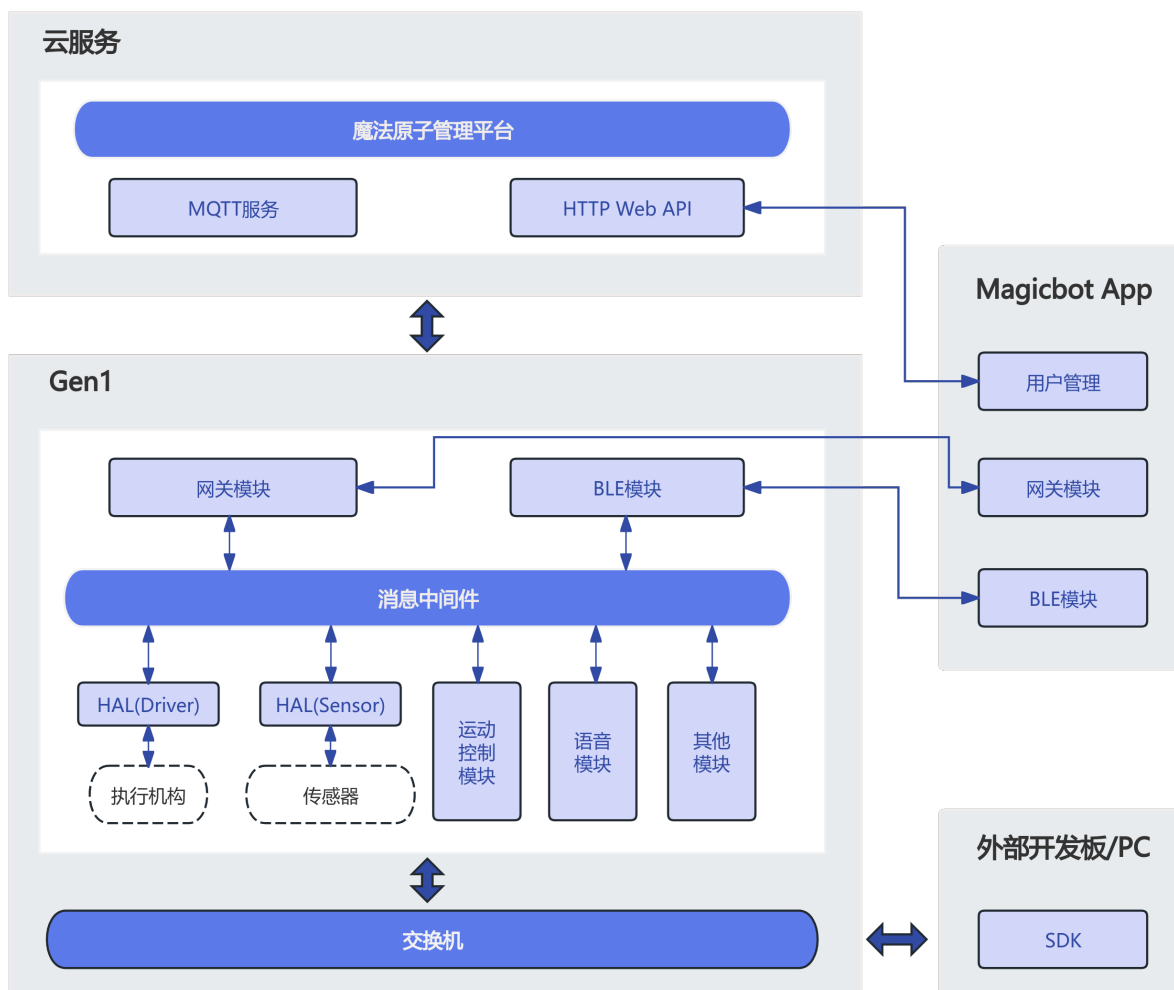 云服务
魔法原子管理平台
MQTT服务
HTTP Web API
Magicbot App
用户管理
网关模块
BLE模块
Gen1
网关模块
BLE模块
消息中间件
HAL(Driver)
HAL(Sensor)
运动
控制
模块
语音
模块
其他
模块
执行机构
传感器
交换机
外部开发板/PC
SDK